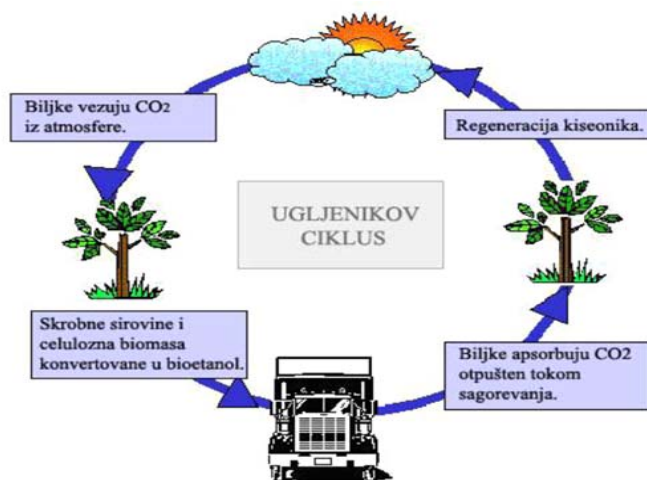 Biljke vezuju CO2
iz atmosfere.
Regeneracija kiseonika.
UGLJENIKOV
CIKLUS
Skrobne sirovine i
celulozna biomasa
konvertovane u bioetanol.
Biljke apsorbuju CO2
otpušten tokom
sagorevanja.